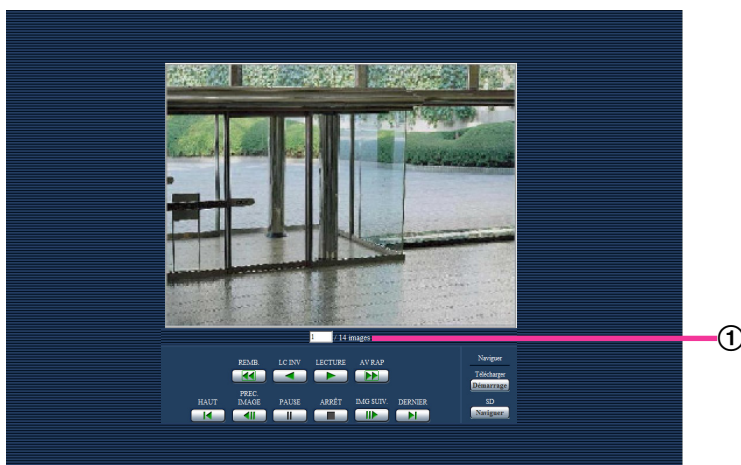 1 / 14 images
①
REMB. LC INV LECTURE AV RAP
HAUT PREC. IMAGE PAUSE ARRÊT IMG SUIV. DERNIER
Naviguer
Télécharger
Démarrage
SD
Naviguer